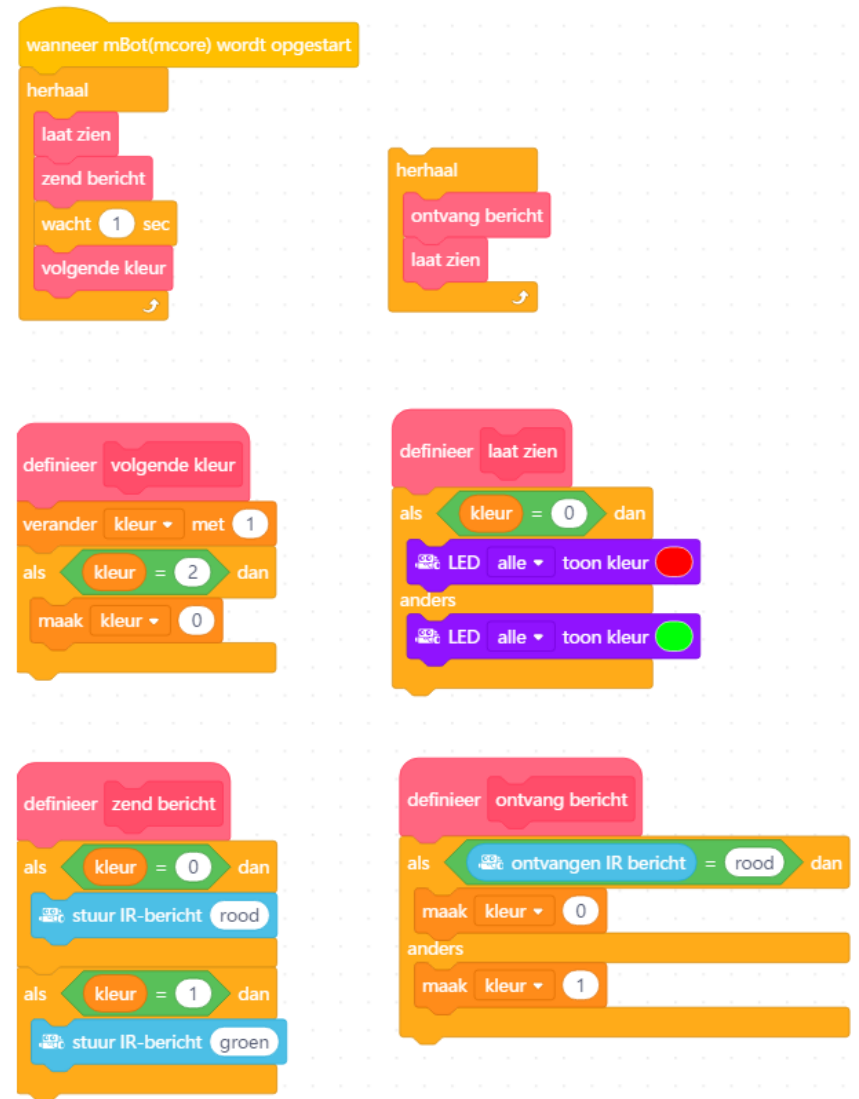 wanneer mBot(mcore) wordt opgestart
herhaal
laat zien
zend bericht
wacht 1 sec
volgende kleur
herhaal
ontvang bericht
laat zien
definieer volgende kleur
verander kleur met 1
als kleur = 2 dan
maak kleur 0
definieer laat zien
als kleur = 0 dan
LED alle toon kleur
anders
LED alle toon kleur
definieer zend bericht
als kleur = 0 dan
stuur IR-bericht rood
als kleur = 1 dan
stuur IR-bericht groen
definieer ontvang bericht
als ontvangen IR bericht = rood dan
maak kleur 0
anders
maak kleur 1